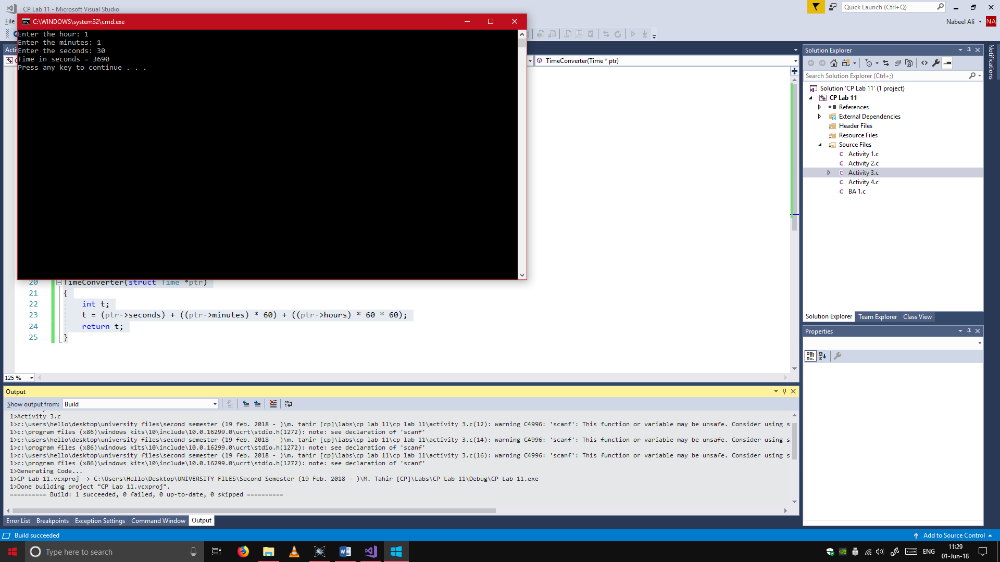 CP Lab 11 - Microsoft Visual Studio
Quick Launch (Ctrl+Q)
File
Nabeel Ali
NA
C:\WINDOWS\system32\cmd.exe
Enter the hour: 1
Enter the minutes: 1
Enter the seconds: 30
Time in seconds = 3690
Press any key to continue . . .
TimeConverter(Time * ptr)
20 TimeConverter(struct Time *ptr)
21 {
22 int t;
23 t = (ptr->seconds) + ((ptr->minutes) * 60) + ((ptr->hours) * 60 * 60);
24 return t;
25 }
125 %
Output
Show output from: Build
1>Activity 3.c
1>c:\users\hello\desktop\university files\second semester (19 feb. 2018 - )\m. tahir [cp]\labs\cp lab 11\cp lab 11\activity 3.c(12): warning C4996: 'scanf': This function or variable may be unsafe. Consider using s
1>c:\program files (x86)\windows kits\10\include\10.0.16299.0\ucrt\stdio.h(1272): note: see declaration of 'scanf'
1>c:\users\hello\desktop\university files\second semester (19 feb. 2018 - )\m. tahir [cp]\labs\cp lab 11\cp lab 11\activity 3.c(14): warning C4996: 'scanf': This function or variable may be unsafe. Consider using s
1>c:\program files (x86)\windows kits\10\include\10.0.16299.0\ucrt\stdio.h(1272): note: see declaration of 'scanf'
1>c:\users\hello\desktop\university files\second semester (19 feb. 2018 - )\m. tahir [cp]\labs\cp lab 11\cp lab 11\activity 3.c(16): warning C4996: 'scanf': This function or variable may be unsafe. Consider using s
1>c:\program files (x86)\windows kits\10\include\10.0.16299.0\ucrt\stdio.h(1272): note: see declaration of 'scanf'
1>Generating Code...
1>CP Lab 11.vcxproj -> C:\Users\Hello\Desktop\UNIVERSITY FILES\Second Semester (19 Feb. 2018 - )\M. Tahir [CP]\Labs\CP Lab 11\Debug\CP Lab 11.exe
1>Done building project "CP Lab 11.vcxproj".
========== Build: 1 succeeded, 0 failed, 0 up-to-date, 0 skipped ==========
Error List Breakpoints Exception Settings Command Window Output
Solution Explorer
Search Solution Explorer (Ctrl+;)
Solution 'CP Lab 11' (1 project)
CP Lab 11
References
External Dependencies
Header Files
Resource Files
Source Files
Activity 1.c
Activity 2.c
Activity 3.c
Activity 4.c
BA 1.c
Solution Explorer Team Explorer Class View
Properties
Notifications
Build succeeded
Add to Source Control
Type here to search
ENG
11:29
01-Jun-18